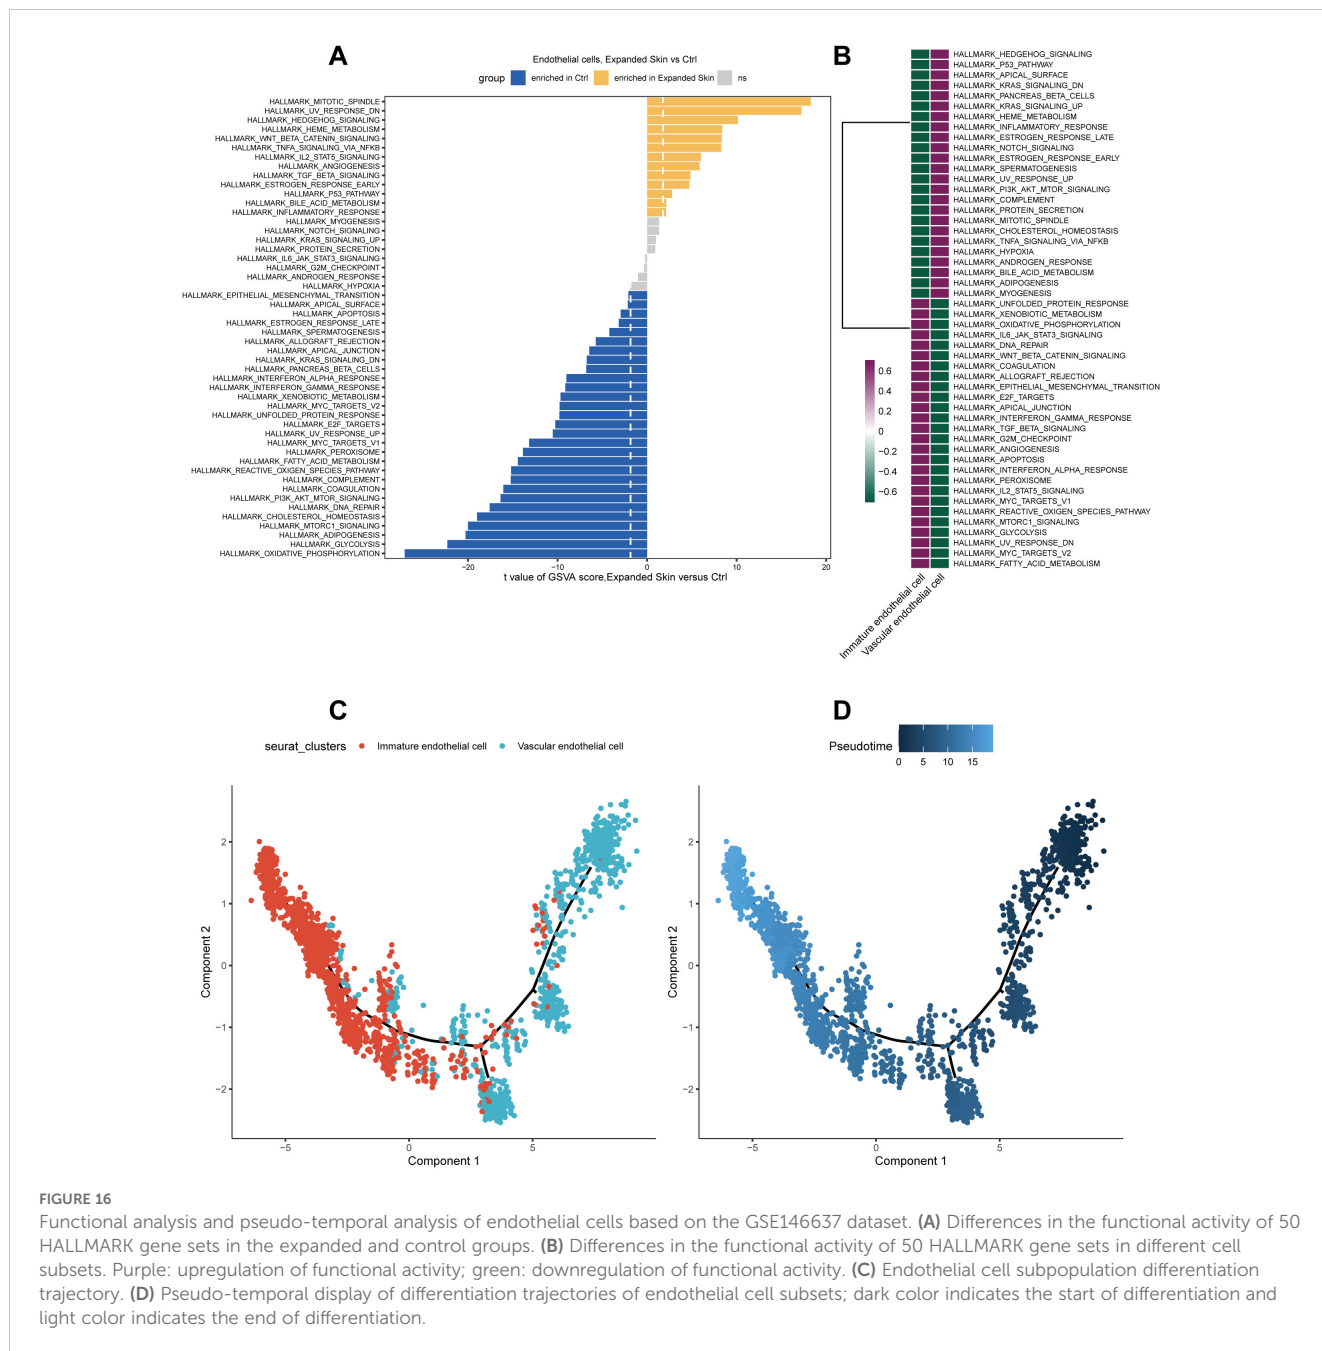 A
Endothelial cells, Expanded Skin vs Ctrl
group enriched in Ctrl enriched in Expanded Skin ns
HALLMARK_MITOTIC_SPINDLE
HALLMARK_UV_RESPONSE_DN
HALLMARK_HEDGEHOG_SIGNALING
HALLMARK_HEME_METABOLISM
HALLMARK_WNT_BETA_CATENIN_SIGNALING
HALLMARK_TNFA_SIGNALING_VIA_NFKB
HALLMARK_IL2_STAT5_SIGNALING
HALLMARK_ANGIOGENESIS
HALLMARK_TGF_BETA_SIGNALING
HALLMARK_ESTROGEN_RESPONSE_EARLY
HALLMARK_P53_PATHWAY
HALLMARK_BILE_ACID_METABOLISM
HALLMARK_INFLAMMATORY_RESPONSE
HALLMARK_MYOGENESIS
HALLMARK_NOTCH_SIGNALING
HALLMARK_KRAS_SIGNALING_UP
HALLMARK_PROTEIN_SECRETION
HALLMARK_IL6_JAK_STAT3_SIGNALING
HALLMARK_G2M_CHECKPOINT
HALLMARK_ANDROGEN_RESPONSE
HALLMARK_HYPOXIA
HALLMARK_EPITHELIAL_MESENCHYMAL_TRANSITION
HALLMARK_APICAL_SURFACE
HALLMARK_APOPTOSIS
HALLMARK_ESTROGEN_RESPONSE_LATE
HALLMARK_SPERMATOGENESIS
HALLMARK_ALLOGRAFT_REJECTION
HALLMARK_APICAL_JUNCTION
HALLMARK_KRAS_SIGNALING_DN
HALLMARK_PANCREAS_BETA_CELLS
HALLMARK_INTERFERON_ALPHA_RESPONSE
HALLMARK_INTERFERON_GAMMA_RESPONSE
HALLMARK_XENOBIOTIC_METABOLISM
HALLMARK_MYC_TARGETS_V2
HALLMARK_UNFOLDED_PROTEIN_RESPONSE
HALLMARK_E2F_TARGETS
HALLMARK_UV_RESPONSE_UP
HALLMARK_MYC_TARGETS_V1
HALLMARK_PEROXISOME
HALLMARK_FATTY_ACID_METABOLISM
HALLMARK_REACTIVE_OXIGEN_SPECIES_PATHWAY
HALLMARK_COMPLEMENT
HALLMARK_COAGULATION
HALLMARK_PI3K_AKT_MTOR_SIGNALING
HALLMARK_DNA_REPAIR
HALLMARK_CHOLESTEROL_HOMEOSTASIS
HALLMARK_MTORC1_SIGNALING
HALLMARK_ADIPOGENESIS
HALLMARK_GLYCOLYSIS
HALLMARK_OXIDATIVE_PHOSPHORYLATION
−20 −10 0 10 20
t value of GSVA score,Expanded Skin versus Ctrl
B
HALLMARK_HEDGEHOG_SIGNALING
HALLMARK_P53_PATHWAY
HALLMARK_APICAL_SURFACE
HALLMARK_KRAS_SIGNALING_DN
HALLMARK_PANCREAS_BETA_CELLS
HALLMARK_KRAS_SIGNALING_UP
HALLMARK_HEME_METABOLISM
HALLMARK_INFLAMMATORY_RESPONSE
HALLMARK_ESTROGEN_RESPONSE_LATE
HALLMARK_NOTCH_SIGNALING
HALLMARK_ESTROGEN_RESPONSE_EARLY
HALLMARK_SPERMATOGENESIS
HALLMARK_UV_RESPONSE_UP
HALLMARK_PI3K_AKT_MTOR_SIGNALING
HALLMARK_COMPLEMENT
HALLMARK_PROTEIN_SECRETION
HALLMARK_MITOTIC_SPINDLE
HALLMARK_CHOLESTEROL_HOMEOSTASIS
HALLMARK_TNFA_SIGNALING_VIA_NFKB
HALLMARK_HYPOXIA
HALLMARK_ANDROGEN_RESPONSE
HALLMARK_BILE_ACID_METABOLISM
HALLMARK_ADIPOGENESIS
HALLMARK_MYOGENESIS
HALLMARK_UNFOLDED_PROTEIN_RESPONSE
HALLMARK_XENOBIOTIC_METABOLISM
HALLMARK_OXIDATIVE_PHOSPHORYLATION
HALLMARK_IL6_JAK_STAT3_SIGNALING
HALLMARK_DNA_REPAIR
HALLMARK_WNT_BETA_CATENIN_SIGNALING
HALLMARK_COAGULATION
HALLMARK_ALLOGRAFT_REJECTION
HALLMARK_EPITHELIAL_MESENCHYMAL_TRANSITION
HALLMARK_E2F_TARGETS
HALLMARK_APICAL_JUNCTION
HALLMARK_INTERFERON_GAMMA_RESPONSE
HALLMARK_TGF_BETA_SIGNALING
HALLMARK_G2M_CHECKPOINT
HALLMARK_ANGIOGENESIS
HALLMARK_APOPTOSIS
HALLMARK_INTERFERON_ALPHA_RESPONSE
HALLMARK_PEROXISOME
HALLMARK_IL2_STAT5_SIGNALING
HALLMARK_MYC_TARGETS_V1
HALLMARK_REACTIVE_OXIGEN_SPECIES_PATHWAY
HALLMARK_MTORC1_SIGNALING
HALLMARK_GLYCOLYSIS
HALLMARK_UV_RESPONSE_DN
HALLMARK_MYC_TARGETS_V2
HALLMARK_FATTY_ACID_METABOLISM
0.6
0.4
0.2
0
−0.2
−0.4
−0.6
Immature endothelial cell
Vascular endothelial cell
C
seurat_clusters Immature endothelial cell Vascular endothelial cell
Component 2
2
1
0
−1
−2
−5 0 5
Component 1
D
Pseudotime
0 5 10 15
Component 2
2
1
0
−1
−2
−5 0 5
Component 1
FIGURE 16
Functional analysis and pseudo-temporal analysis of endothelial cells based on the GSE146637 dataset. (A) Differences in the functional activity of 50
HALLMARK gene sets in the expanded and control groups. (B) Differences in the functional activity of 50 HALLMARK gene sets in different cell
subsets. Purple: upregulation of functional activity; green: downregulation of functional activity. (C) Endothelial cell subpopulation differentiation
trajectory. (D) Pseudo-temporal display of differentiation trajectories of endothelial cell subsets; dark color indicates the start of differentiation and
light color indicates the end of differentiation.